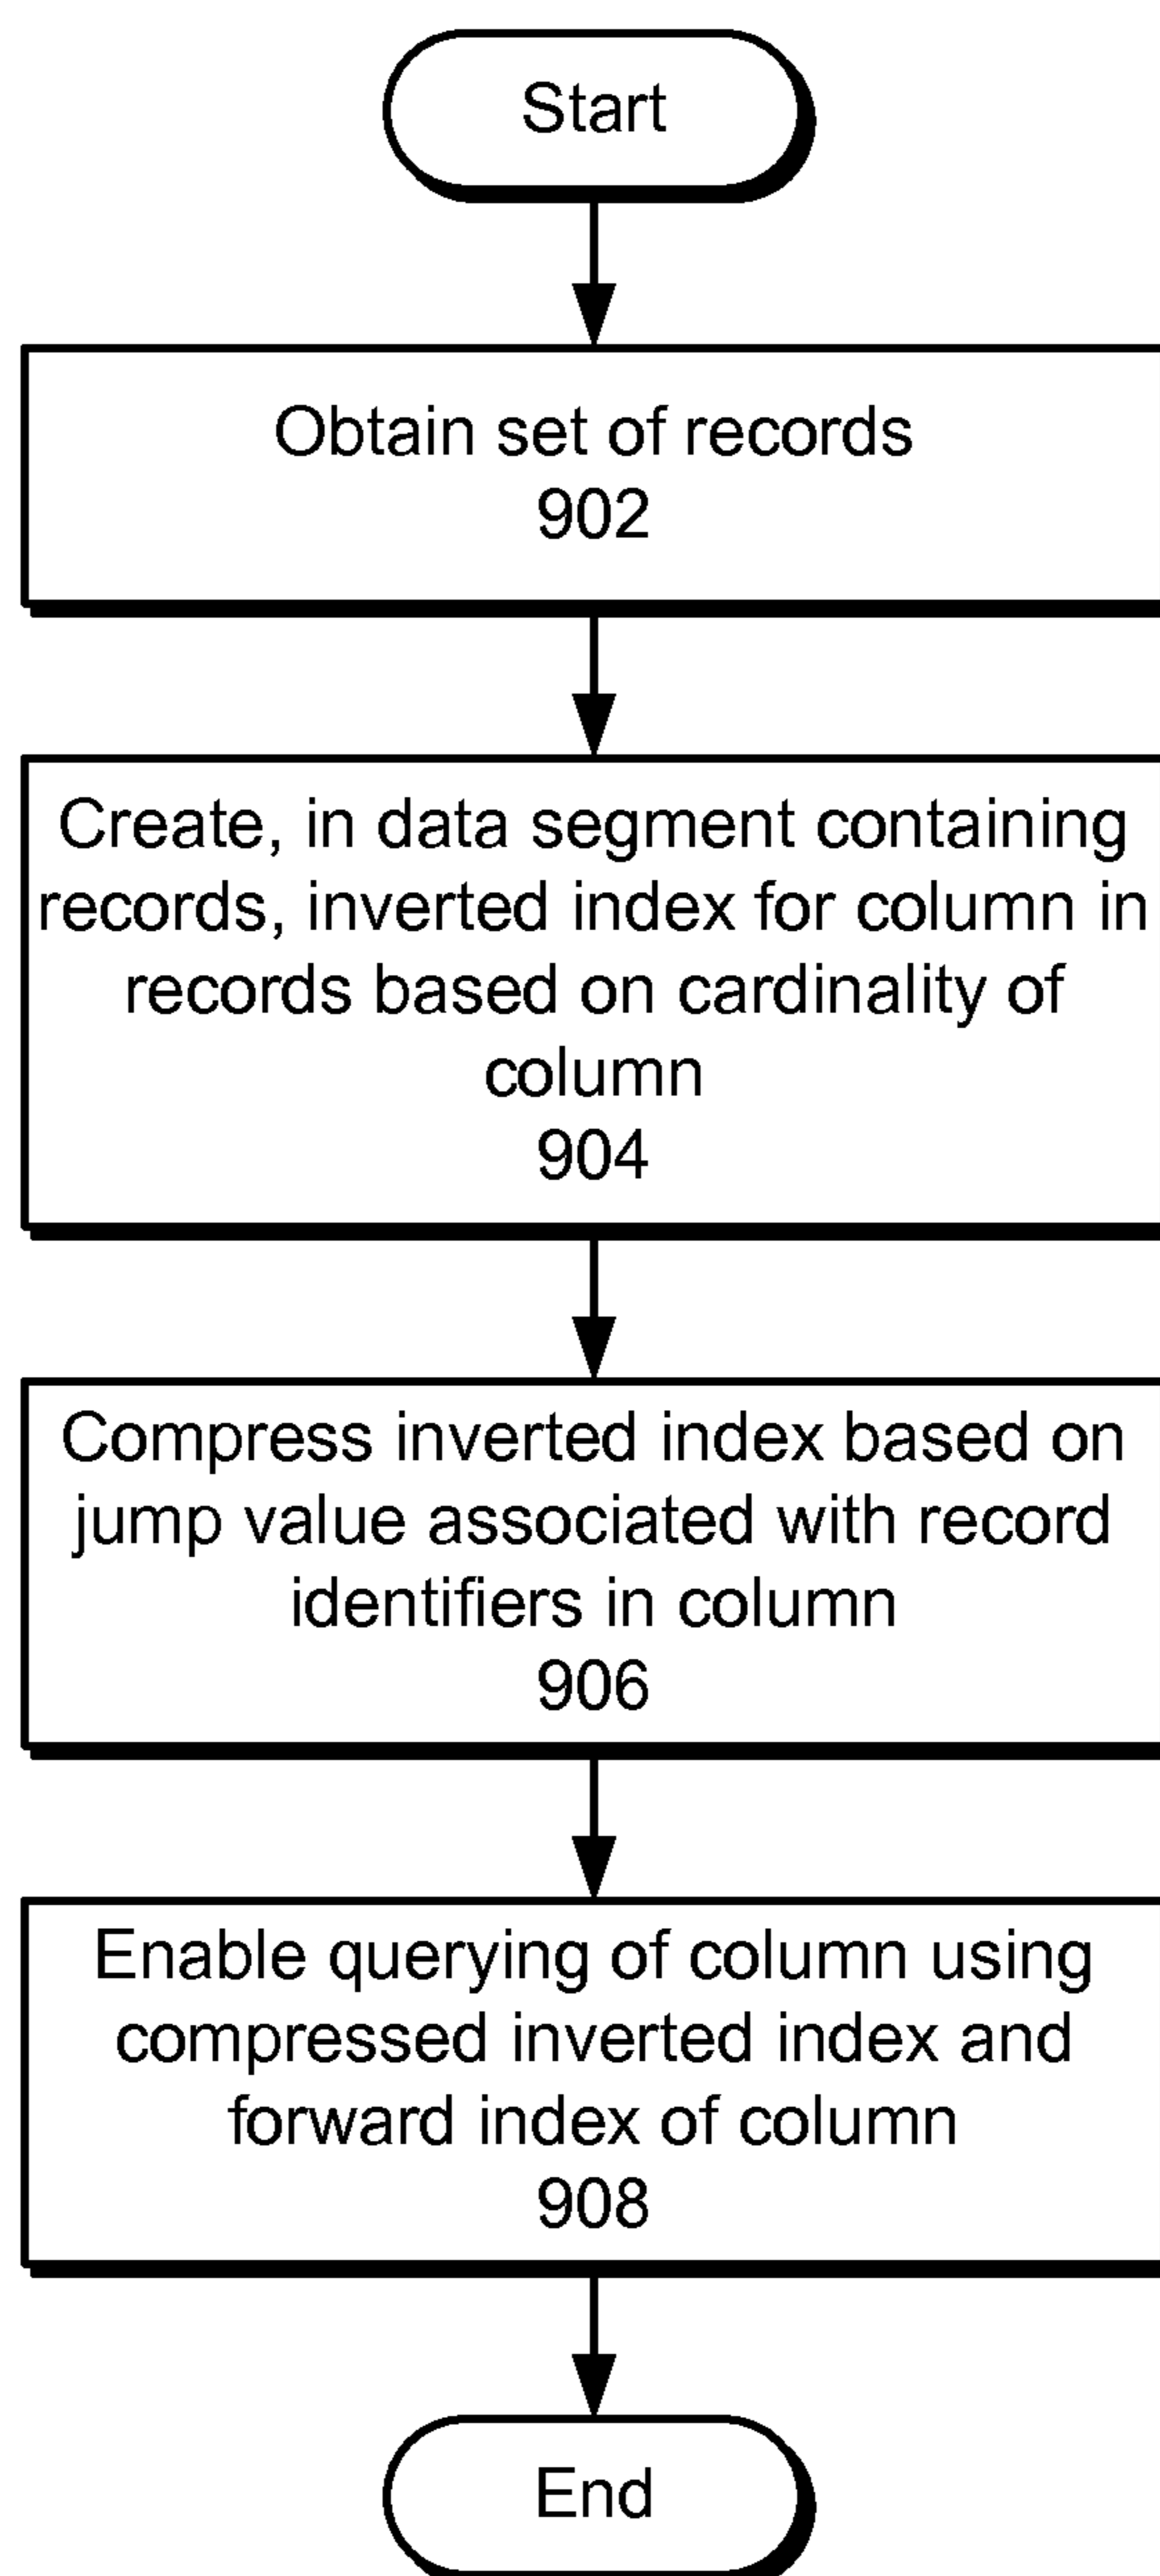 Start
Obtain set of records
902
Create, in data segment containing
records, inverted index for column in
records based on cardinality of
column
904
Compress inverted index based on
jump value associated with record
identifiers in column
906
Enable querying of column using
compressed inverted index and
forward index of column
908
End